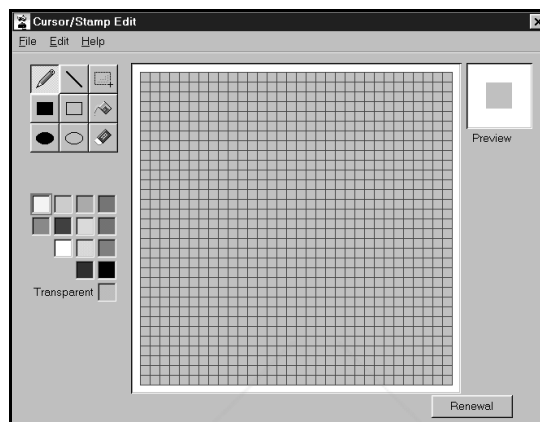 Cursor/Stamp Edit
File Edit Help
Preview
Transparent
Renewal